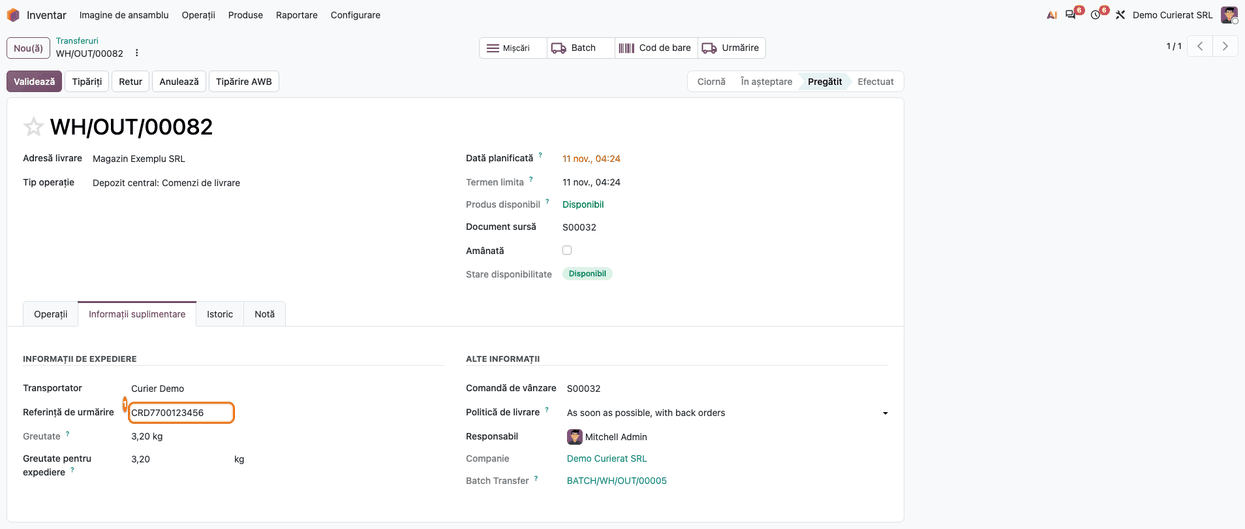 Inventar Imagine de ansamblu Operații Produse Raportare Configurare 6 6 Demo Curierat SRL
Nou(ă) Transferuri
WH/OUT/00082
Mișcări Batch Cod de bare Urmărire 1 / 1
Validează Tipăriți Retur Anulează Tipărire AWB Ciornă În așteptare Pregătit Efectuat
WH/OUT/00082
Adresă livrare Magazin Exemplu SRL Dată planificată ? 11 nov., 04:24
Tip operație Depozit central: Comenzi de livrare Termen limita ? 11 nov., 04:24
Produs disponibil ? Disponibil
Document sursă S00032
Amânată
Stare disponibilitate Disponibil
Operații Informații suplimentare Istoric Notă
INFORMAȚII DE EXPEDIERE ALTE INFORMAȚII
Transportator Curier Demo Comandă de vânzare S00032
Referință de urmărire 1 CRD7700123456 Politică de livrare ? As soon as possible, with back orders
Greutate ? 3,20 kg Responsabil Mitchell Admin
Greutate pentru expediere ? 3,20 kg Companie Demo Curierat SRL
Batch Transfer ? BATCH/WH/OUT/00005